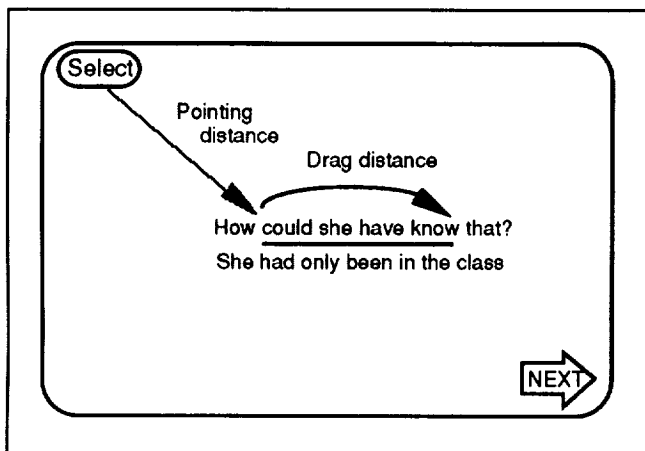 Select
Pointing
distance
Drag distance
How could she have know that?
She had only been in the class
NEXT